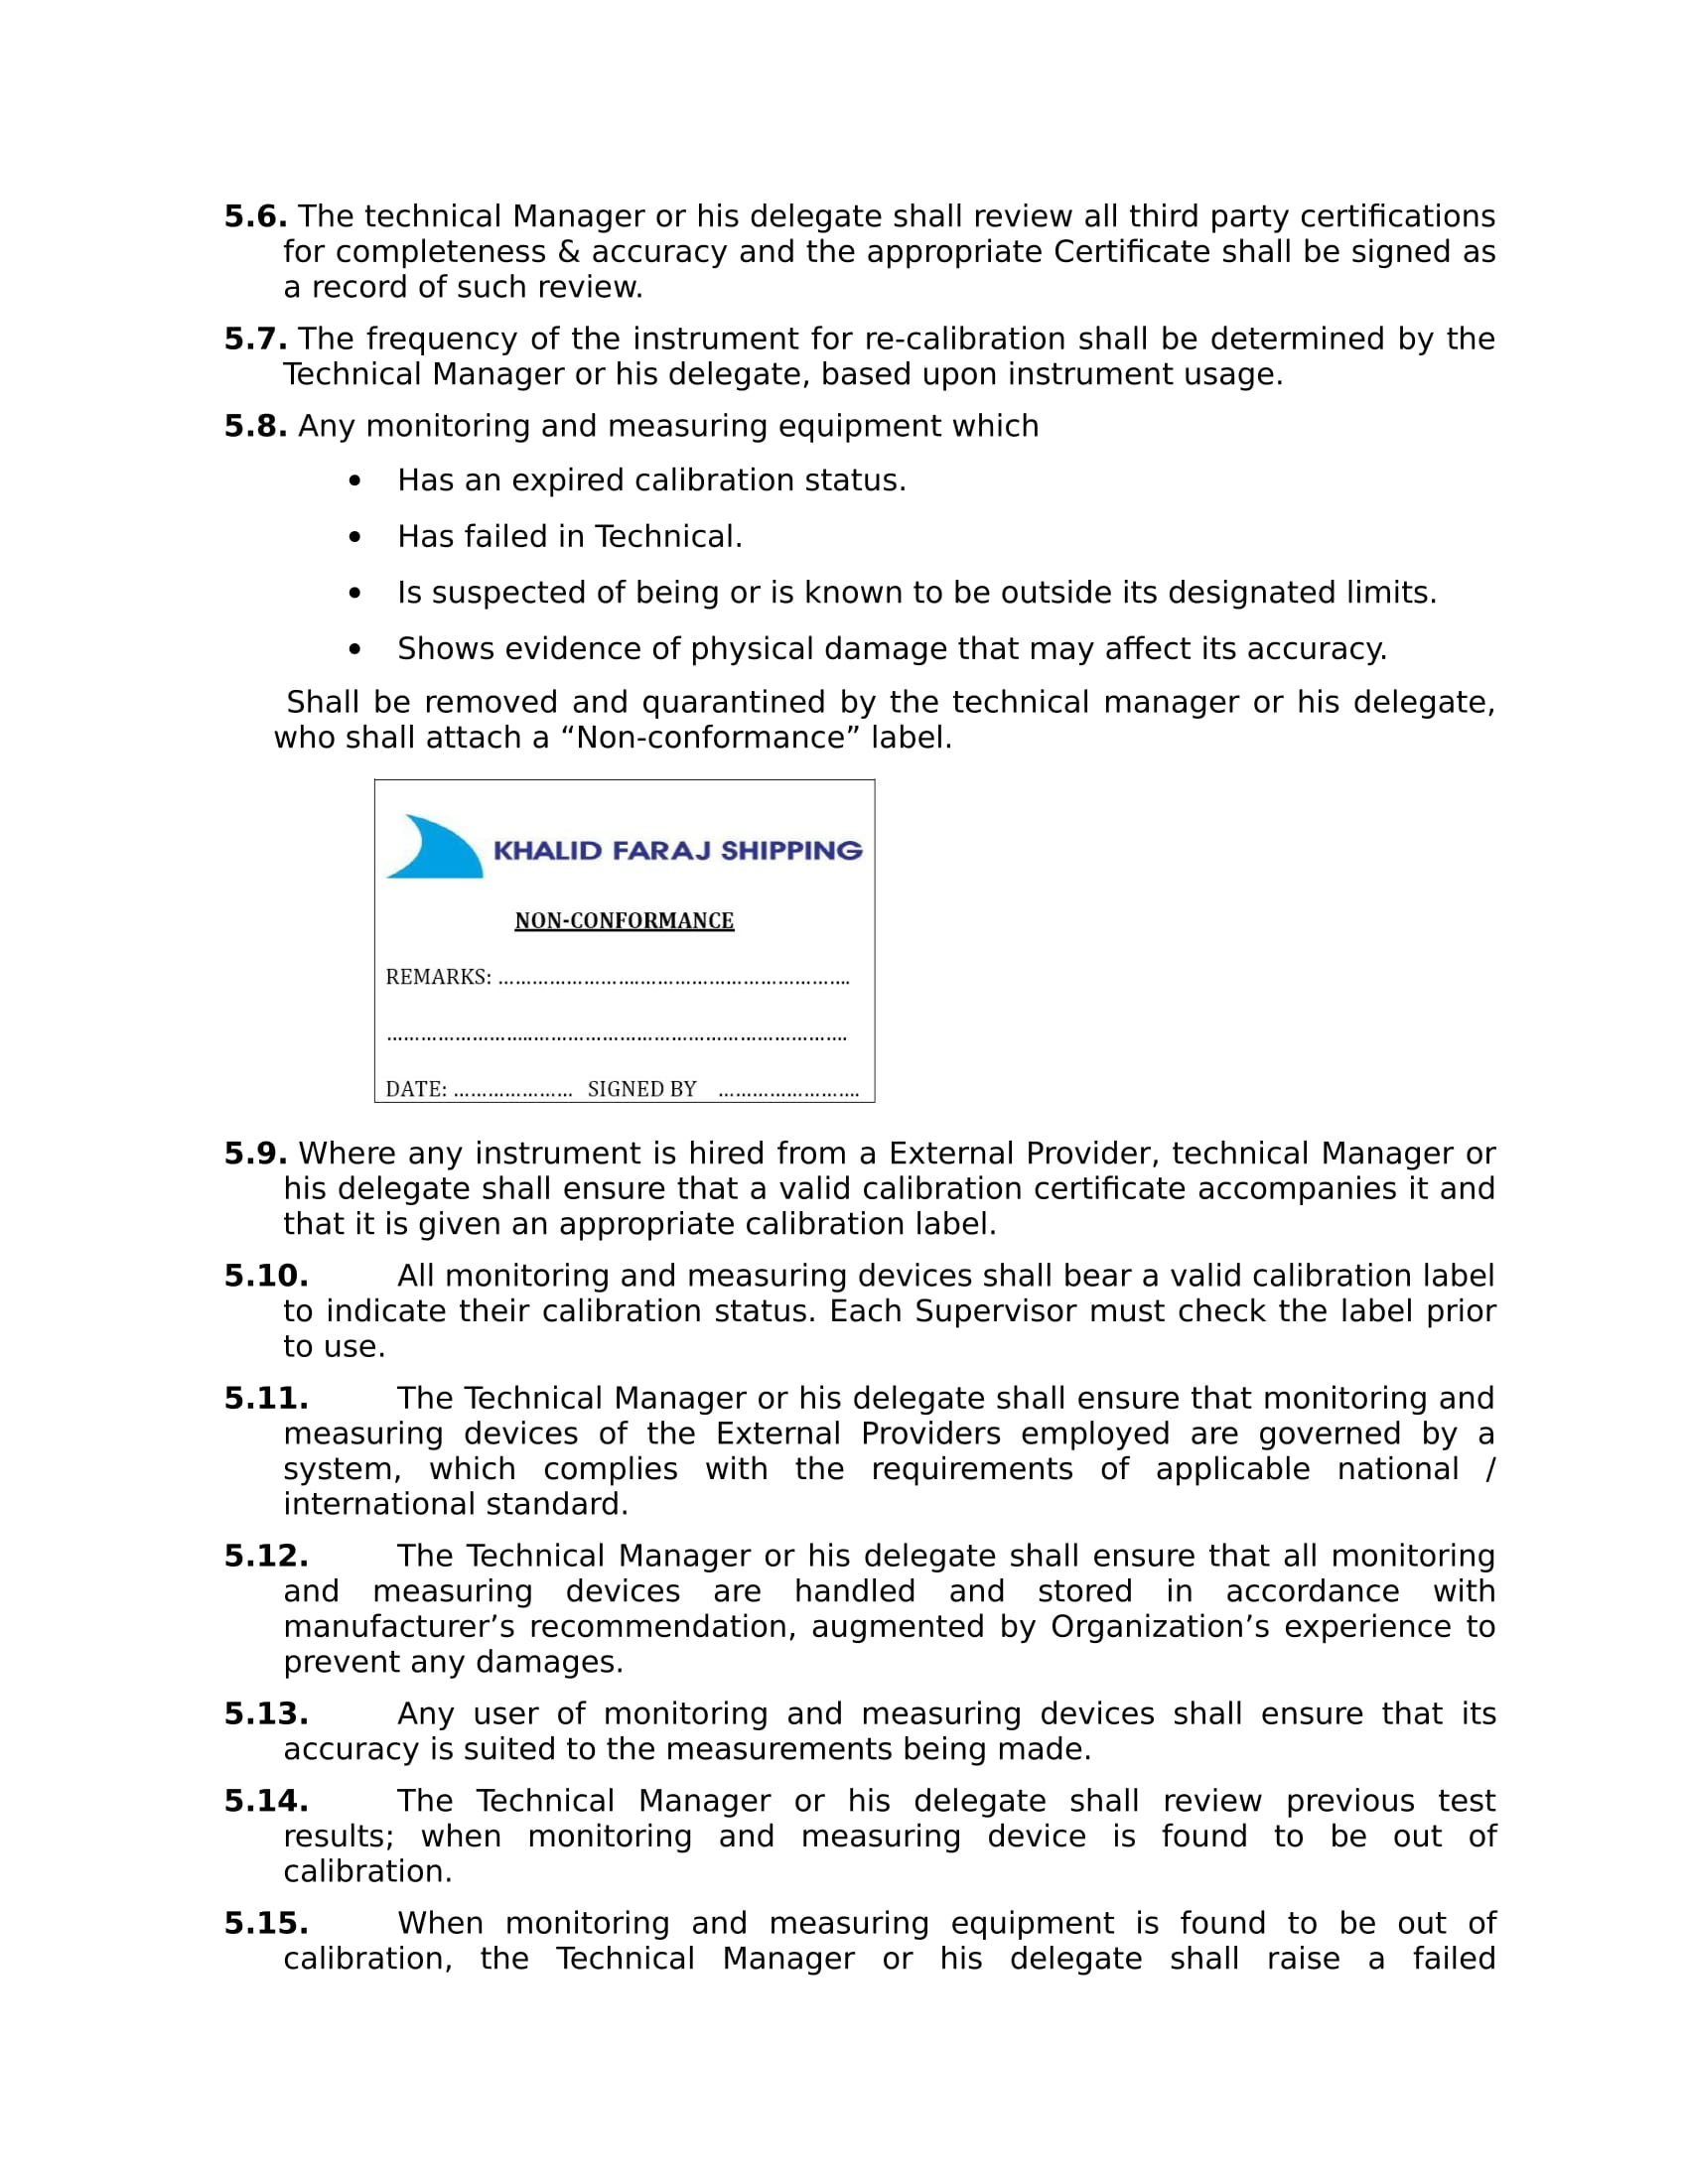 5.6. The technical Manager or his delegate shall review all third party certifications
for completeness & accuracy and the appropriate Certificate shall be signed as
a record of such review.
5.7. The frequency of the instrument for re-calibration shall be determined by the
Technical Manager or his delegate, based upon instrument usage.
5.8. Any monitoring and measuring equipment which
• Has an expired calibration status.
• Has failed in Technical.
• Is suspected of being or is known to be outside its designated limits.
• Shows evidence of physical damage that may affect its accuracy.
Shall be removed and quarantined by the technical manager or his delegate,
who shall attach a “Non-conformance” label.
KHALID FARAJ SHIPPING
NON-CONFORMANCE
REMARKS: ……………………………………………………
……………………………………………………………………
DATE: ………………… SIGNED BY ……………………
5.9. Where any instrument is hired from a External Provider, technical Manager or
his delegate shall ensure that a valid calibration certificate accompanies it and
that it is given an appropriate calibration label.
5.10. All monitoring and measuring devices shall bear a valid calibration label
to indicate their calibration status. Each Supervisor must check the label prior
to use.
5.11. The Technical Manager or his delegate shall ensure that monitoring and
measuring devices of the External Providers employed are governed by a
system, which complies with the requirements of applicable national /
international standard.
5.12. The Technical Manager or his delegate shall ensure that all monitoring
and measuring devices are handled and stored in accordance with
manufacturer’s recommendation, augmented by Organization’s experience to
prevent any damages.
5.13. Any user of monitoring and measuring devices shall ensure that its
accuracy is suited to the measurements being made.
5.14. The Technical Manager or his delegate shall review previous test
results; when monitoring and measuring device is found to be out of
calibration.
5.15. When monitoring and measuring equipment is found to be out of
calibration, the Technical Manager or his delegate shall raise a failed